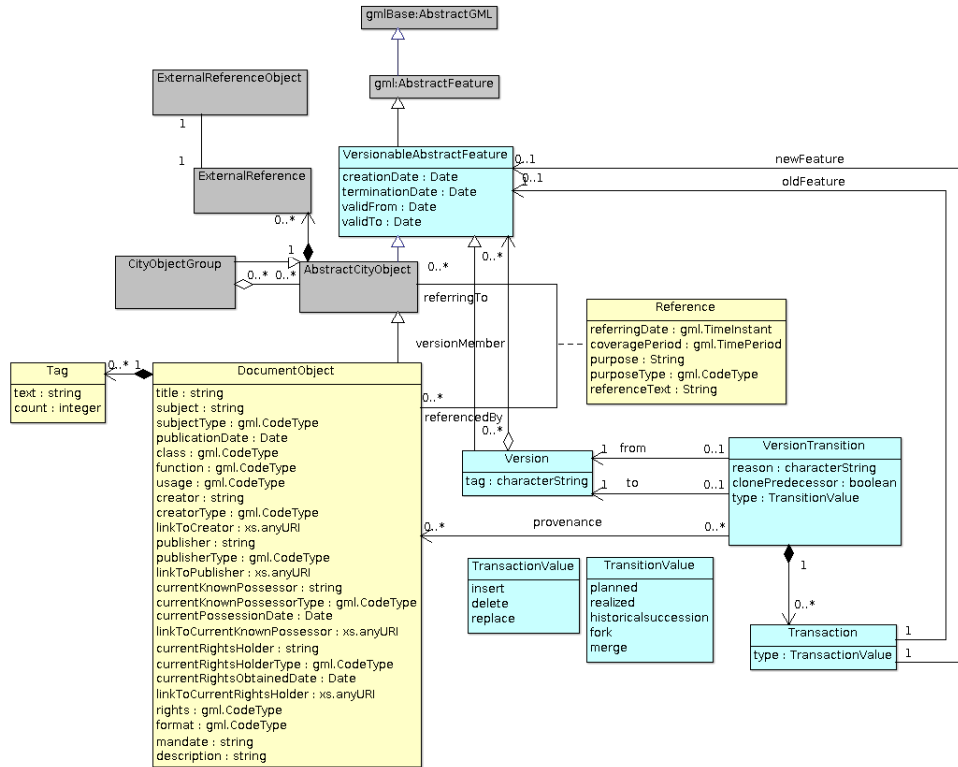 gmlBase:AbstractGML
gml:AbstractFeature
ExternalReferenceObject
1
1
ExternalReference
0..*
VersionableAbstractFeature
creationDate : Date
terminationDate : Date
validFrom : Date
validTo : Date
0..1
newFeature
0..1
1
oldFeature
CityObjectGroup
1
0..*
0..*
AbstractCityObject
0..*
0..*
referringTo
versionMember
Reference
referringDate : gml.TimeInstant
coveragePeriod : gml.TimePeriod
purpose : String
purposeType : gml.CodeType
referenceText : String
Tag
text : string
count : integer
0..*
1
DocumentObject
title : string
subject : string
subjectType : gml.CodeType
publicationDate : Date
class : gml.CodeType
function : gml.CodeType
usage : gml.CodeType
creator : string
creatorType : gml.CodeType
linkToCreator : xs.anyURI
publisher : string
publisherType : gml.CodeType
linkToPublisher : xs.anyURI
currentKnownPossessor : string
currentKnownPossessorType : gml.CodeType
currentPossessionDate : Date
linkToCurrentKnownPossessor : xs.anyURI
currentRightsHolder : string
currentRightsHolderType : gml.CodeType
currentRightsObtainedDate : Date
linkToCurrentRightsHolder : xs.anyURI
rights : gml.CodeType
format : gml.CodeType
mandate : string
description : string
0..*
referencedBy
0..*
Version
tag : characterString
1
from
0..1
1
to
0..1
VersionTransition
reason : characterString
clonePredecessor : boolean
type : TransitionValue
0..*
provenance
0..*
TransactionValue
insert
delete
replace
TransitionValue
planned
realized
historicalsuccession
fork
merge
1
0..*
Transaction
type : TransactionValue
1
1